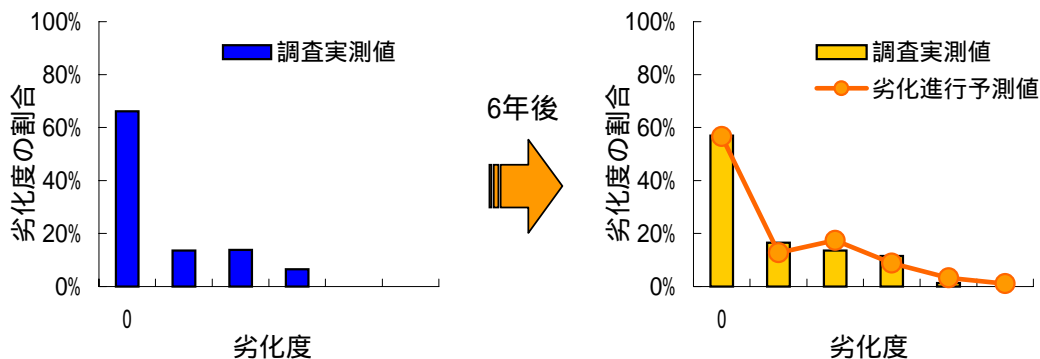 100%
80%
60%
40%
20%
0%
劣化度の割合
調査実測値
0
劣化度
6年後
100%
80%
60%
40%
20%
0%
劣化度の割合
調査実測値
劣化進行予測値
0
劣化度